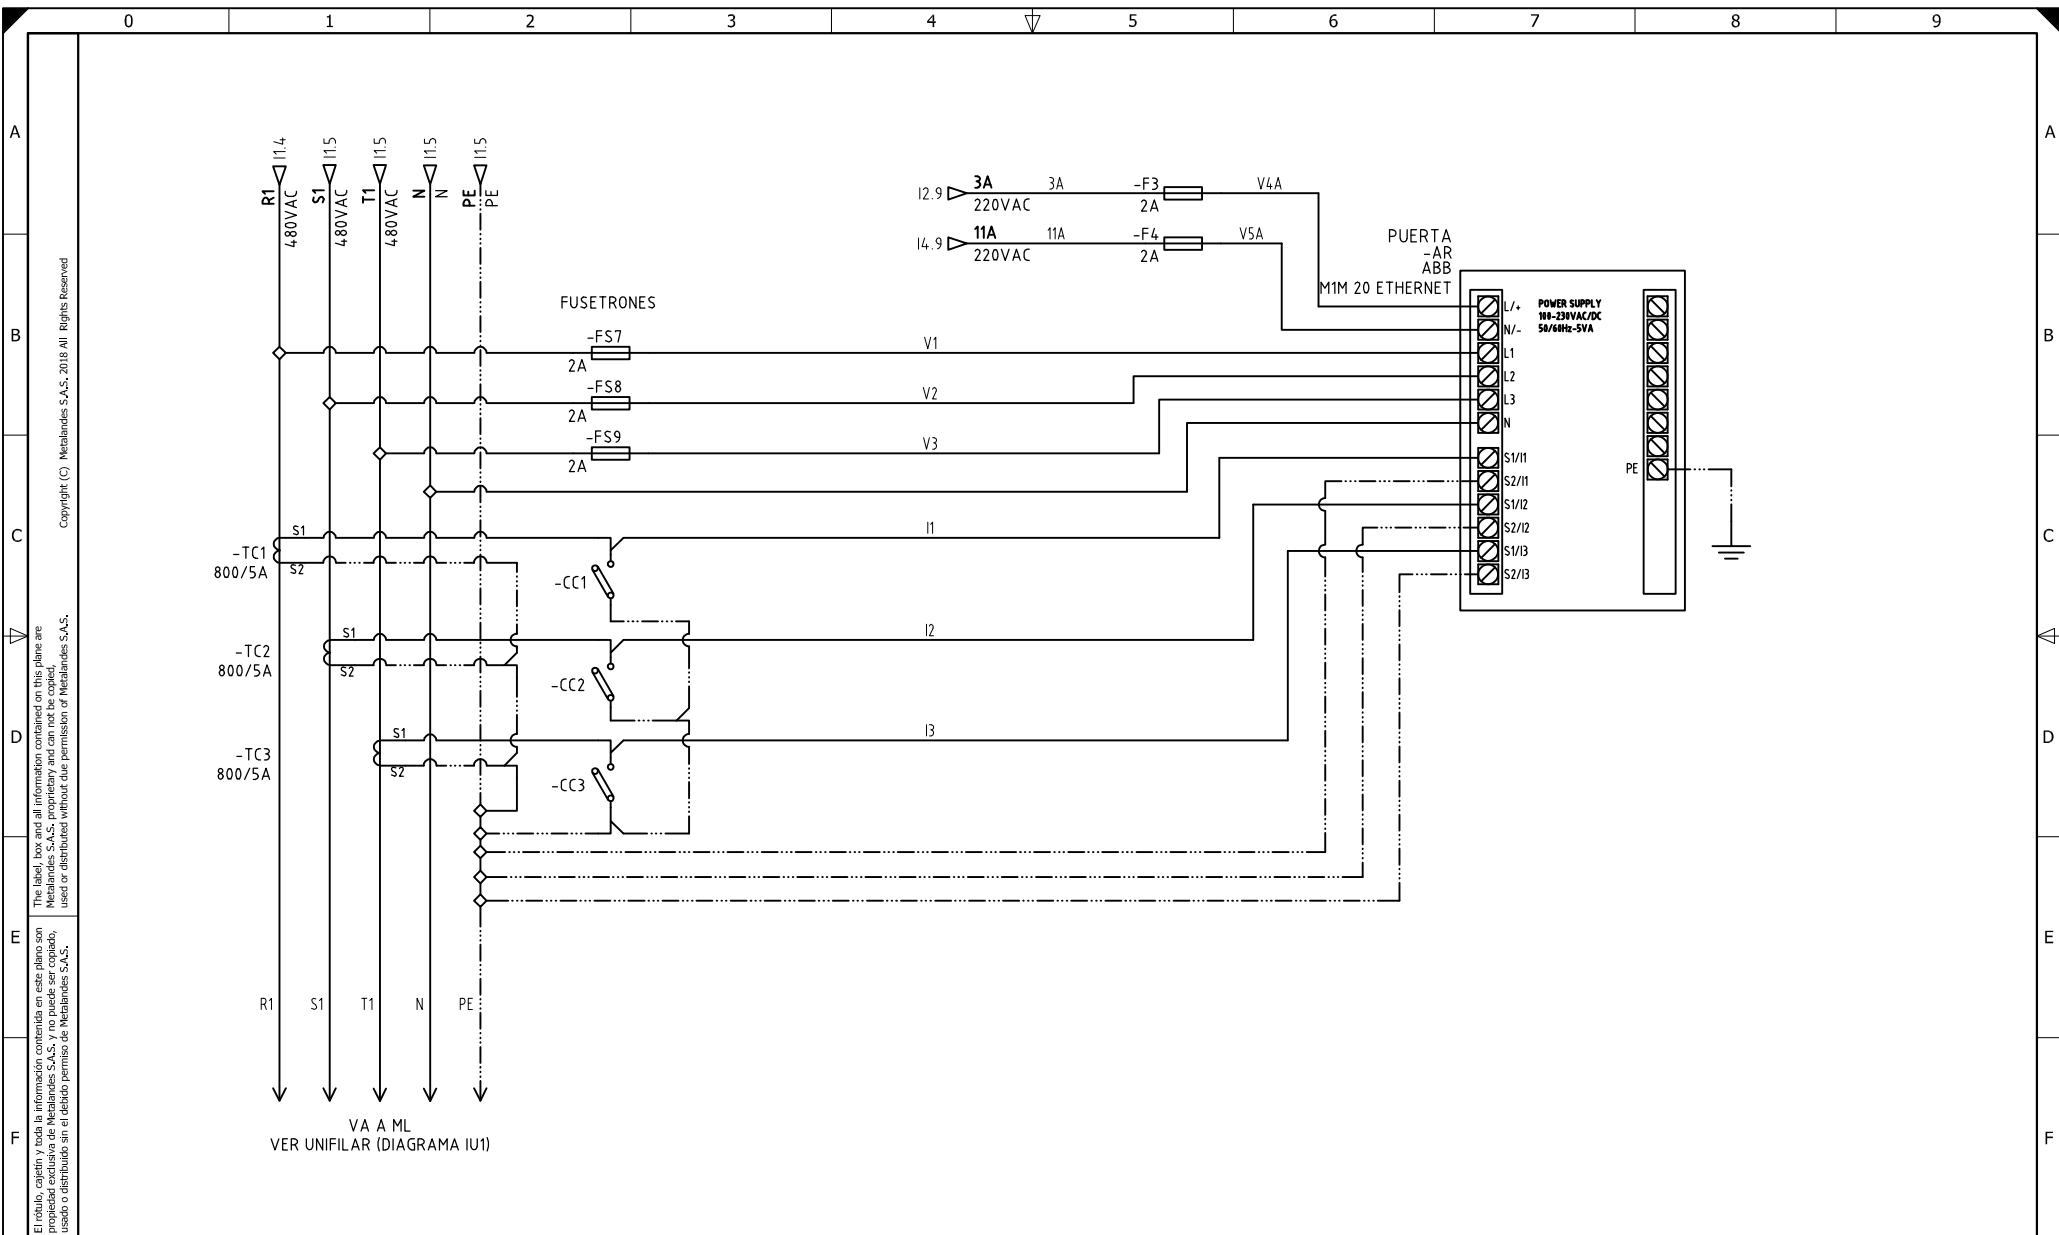 0 1 2 3 4 5 6 7 8 9
A
B
C
D
E
F
A
B
C
D
E
F
Copyright (C) Metalandes S.A.S. 2018 All Rights Reserved
The label, box and all information contained on this plane are
Metalandes S.A.S. proprietary and can not be copied,
used or distributed without due permission of Metalandes S.A.S.
El rótulo, cajetín y toda la información contenida en este plano son
propiedad exclusiva de Metalandes S.A.S. y no puede ser copiado,
usado o distribuido sin el debido permiso de Metalandes S.A.S.
I1.4
R1
480VAC
I1.5
S1
480VAC
I1.5
T1
480VAC
I1.5
N
N
I1.5
PE
PE
I2.9 3A 3A -F3 V4A
220VAC 2A
I4.9 11A 11A -F4 V5A
220VAC 2A
PUERTA
-AR
ABB
M1M 20 ETHERNET
POWER SUPPLY
100-230VAC/DC
50/60Hz-5VA
L/+
N/-
L1
L2
L3
N
S1/I1
S2/I1
S1/I2
S2/I2
S1/I3
S2/I3
PE
FUSETRONES
-FS7 V1
2A
-FS8 V2
2A
-FS9 V3
2A
S1 I1
-TC1
800/5A S2
-CC1
S1 I2
-TC2
800/5A S2
-CC2
S1 I3
-TC3
800/5A S2
-CC3
R1 S1 T1 N PE
VA A ML
VER UNIFILAR (DIAGRAMA IU1)